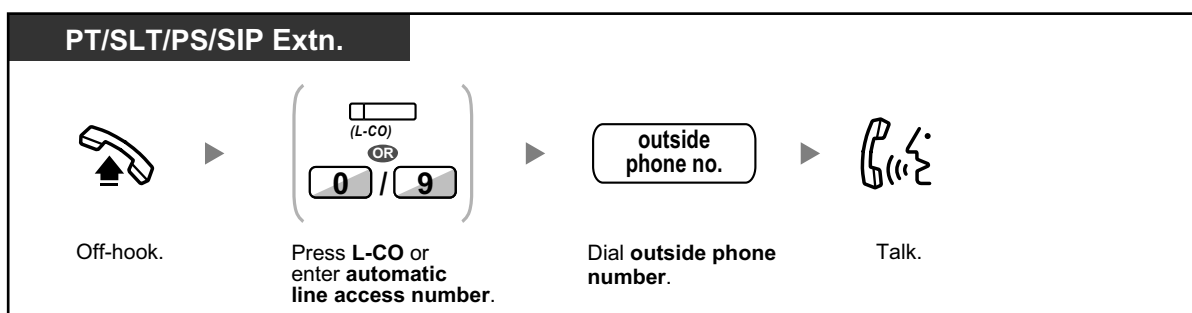 PT/SLT/PS/SIP Extn.
(L-CO)
OR
0 / 9
outside
phone no.
Off-hook.
Press L-CO or
enter automatic
line access number.
Dial outside phone
number.
Talk.